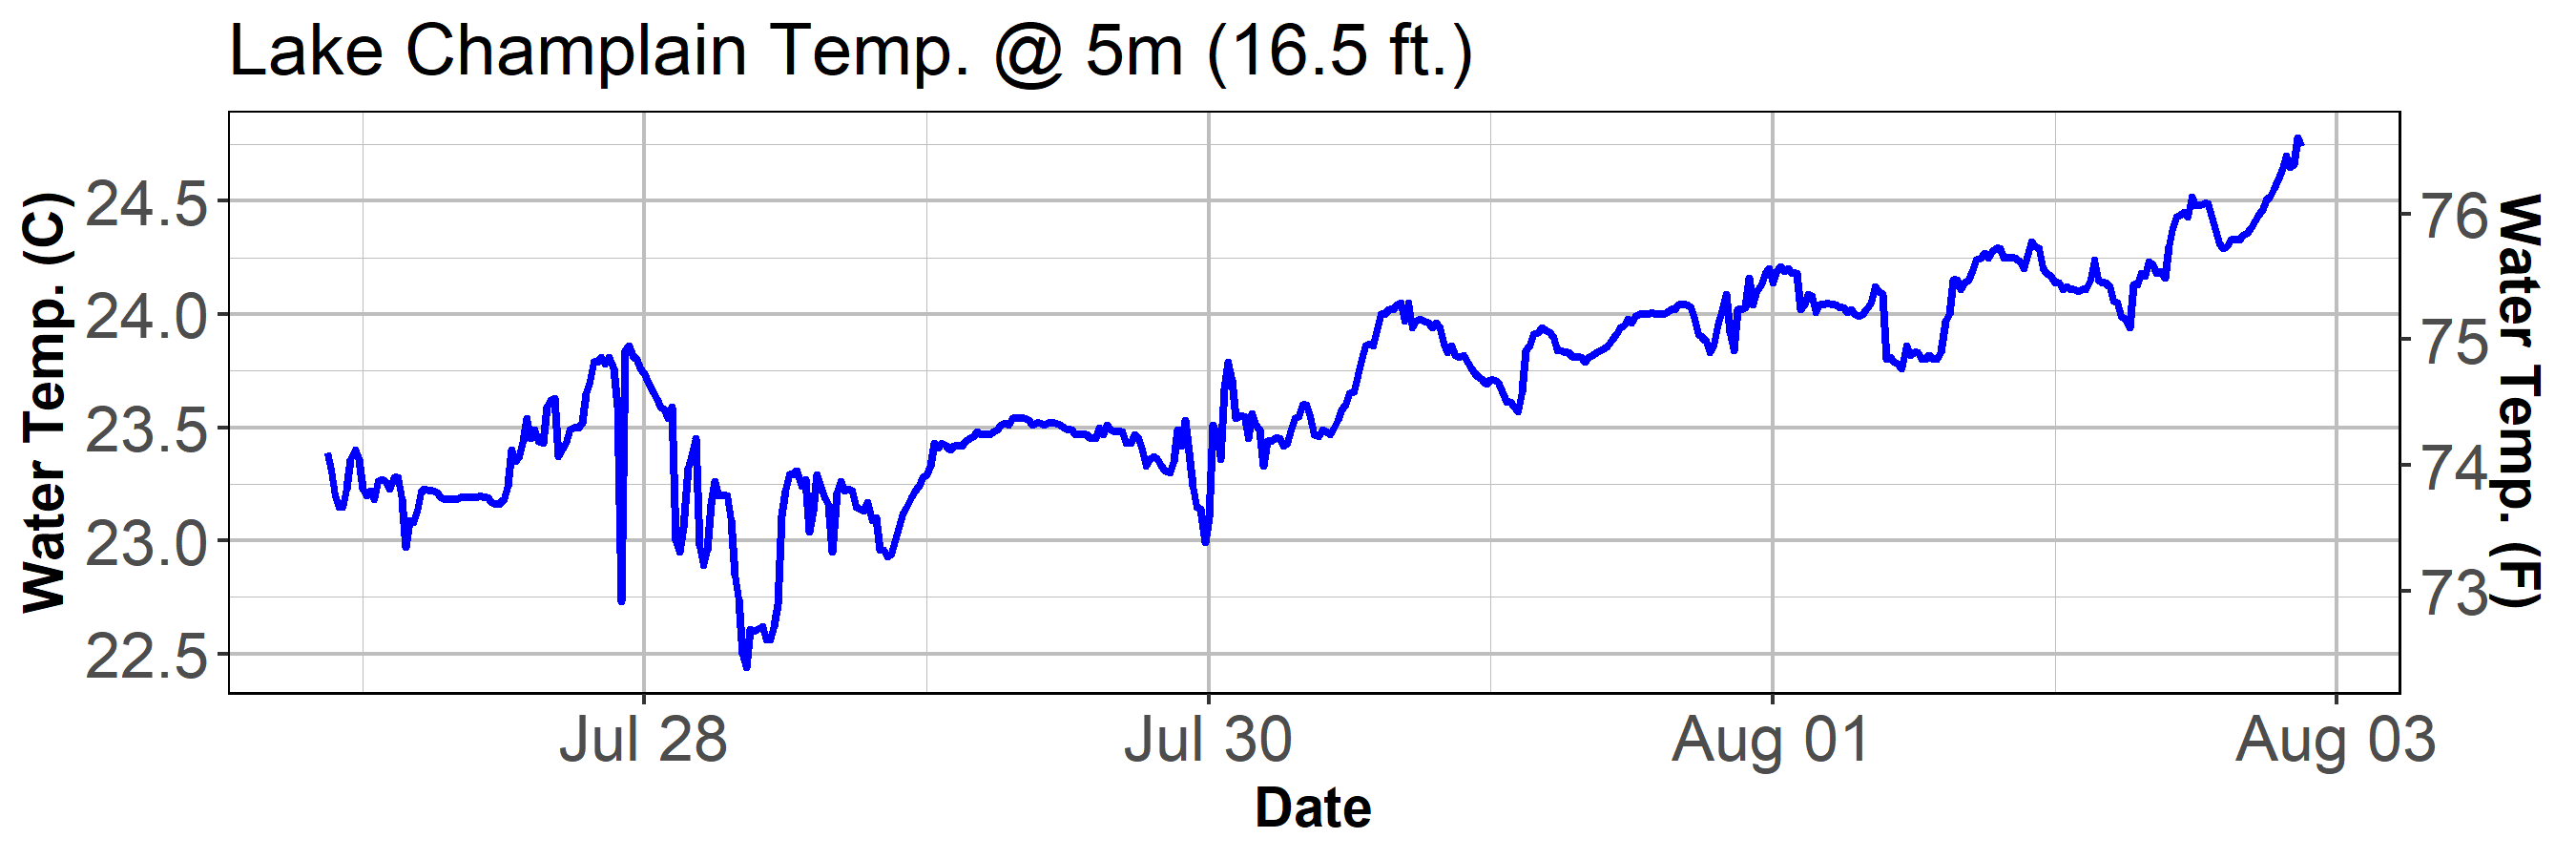 Lake Champlain Temp. @ 5m (16.5 ft.)
Water Temp. (C)
24.5
24.0
23.5
23.0
22.5
76
75
74
73
Water Temp. (F)
Jul 28
Jul 30
Aug 01
Aug 03
Date